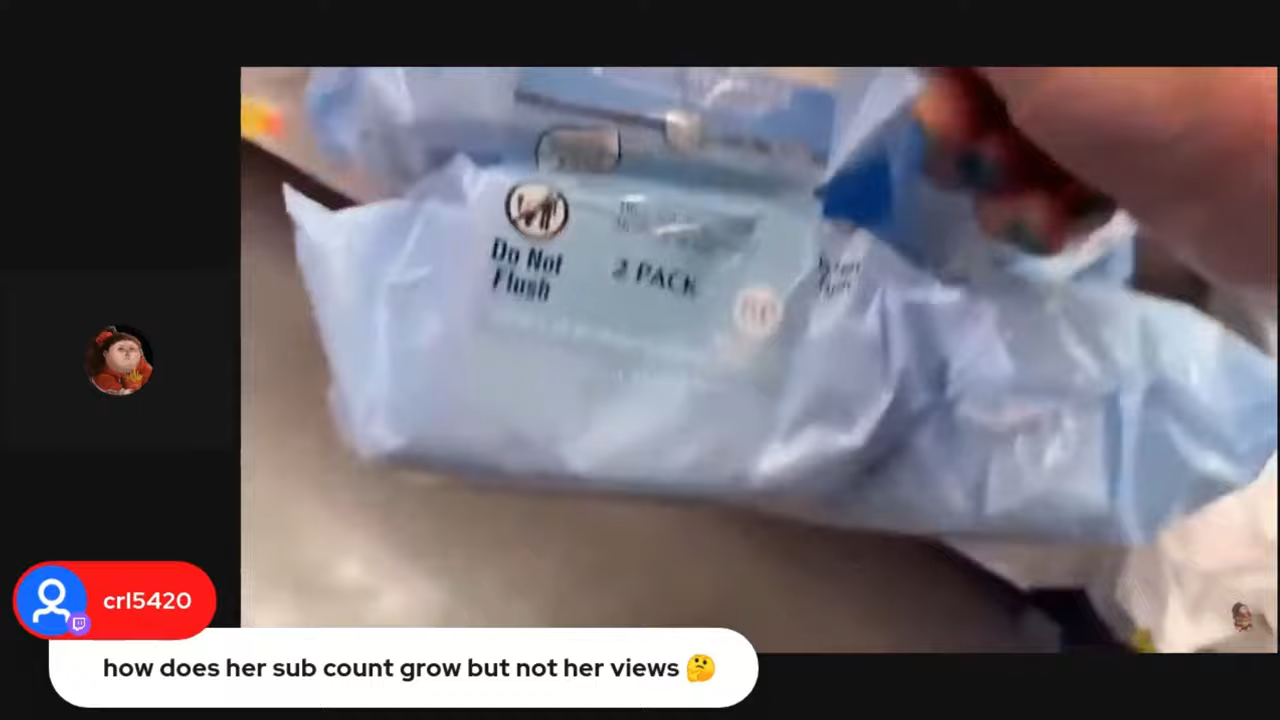 Do Not
Flush
2 PACK
crl5420
how does her sub count grow but not her views 🤔